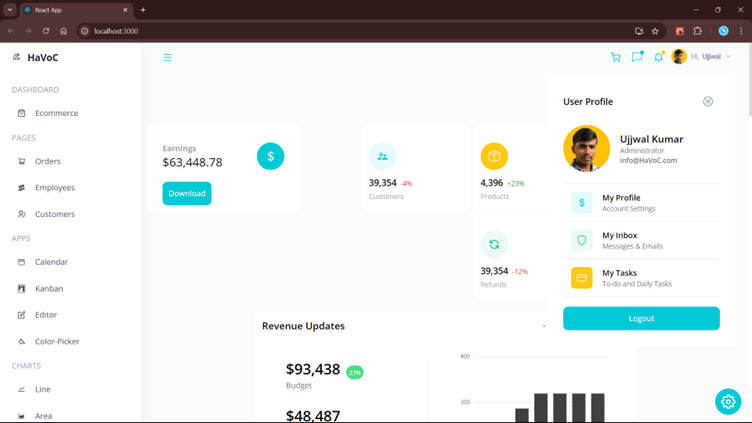 React App
localhost:3000
HaVoC
DASHBOARD
Ecommerce
PAGES
Orders
Employees
Customers
APPS
Calendar
Kanban
Editor
Color-Picker
CHARTS
Line
Area
Hi, Ujjwal
Earnings
$63,448.78
$
Download
39,354 -4%
Customers
4,396 +23%
Products
39,354 -12%
Refunds
Revenue Updates
$93,438 23%
Budget
$48,487
400
300
User Profile
Ujjwal Kumar
Administrator
info@HaVoC.com
$
My Profile
Account Settings
My Inbox
Messages & Emails
My Tasks
To-do and Daily Tasks
Logout